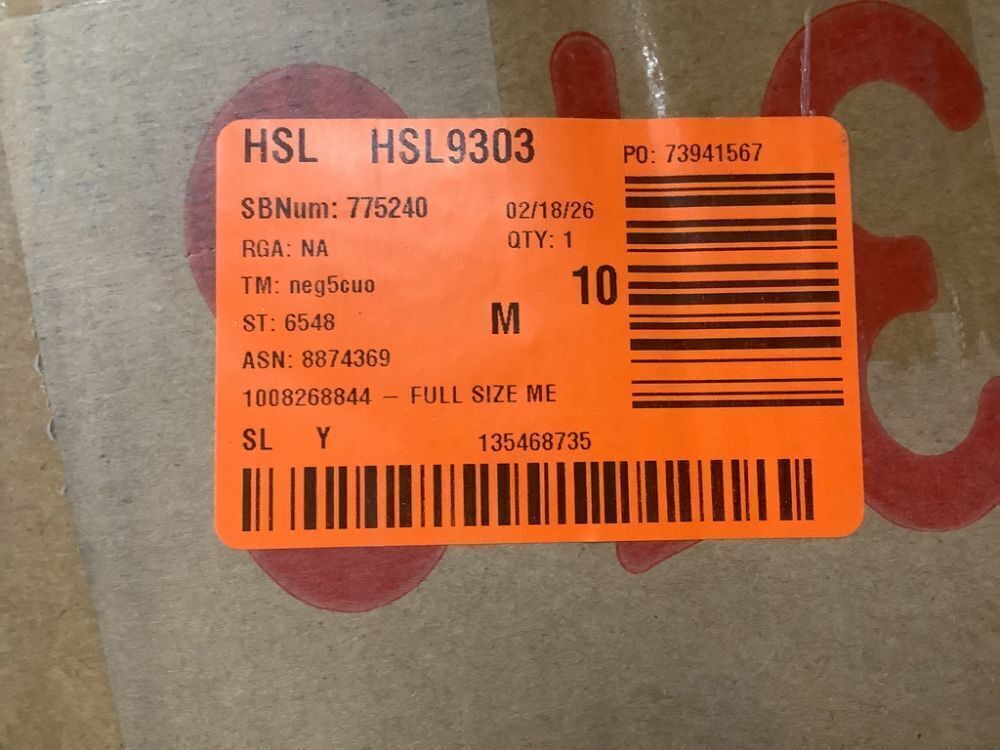 HSL HSL9303
PO: 73941567
SBNum: 775240
02/18/26
RGA: NA
QTY: 1
TM: neg5cuo
10
ST: 6548
M
ASN: 8874369
1008268844 – FULL SIZE ME
SL Y
135468735